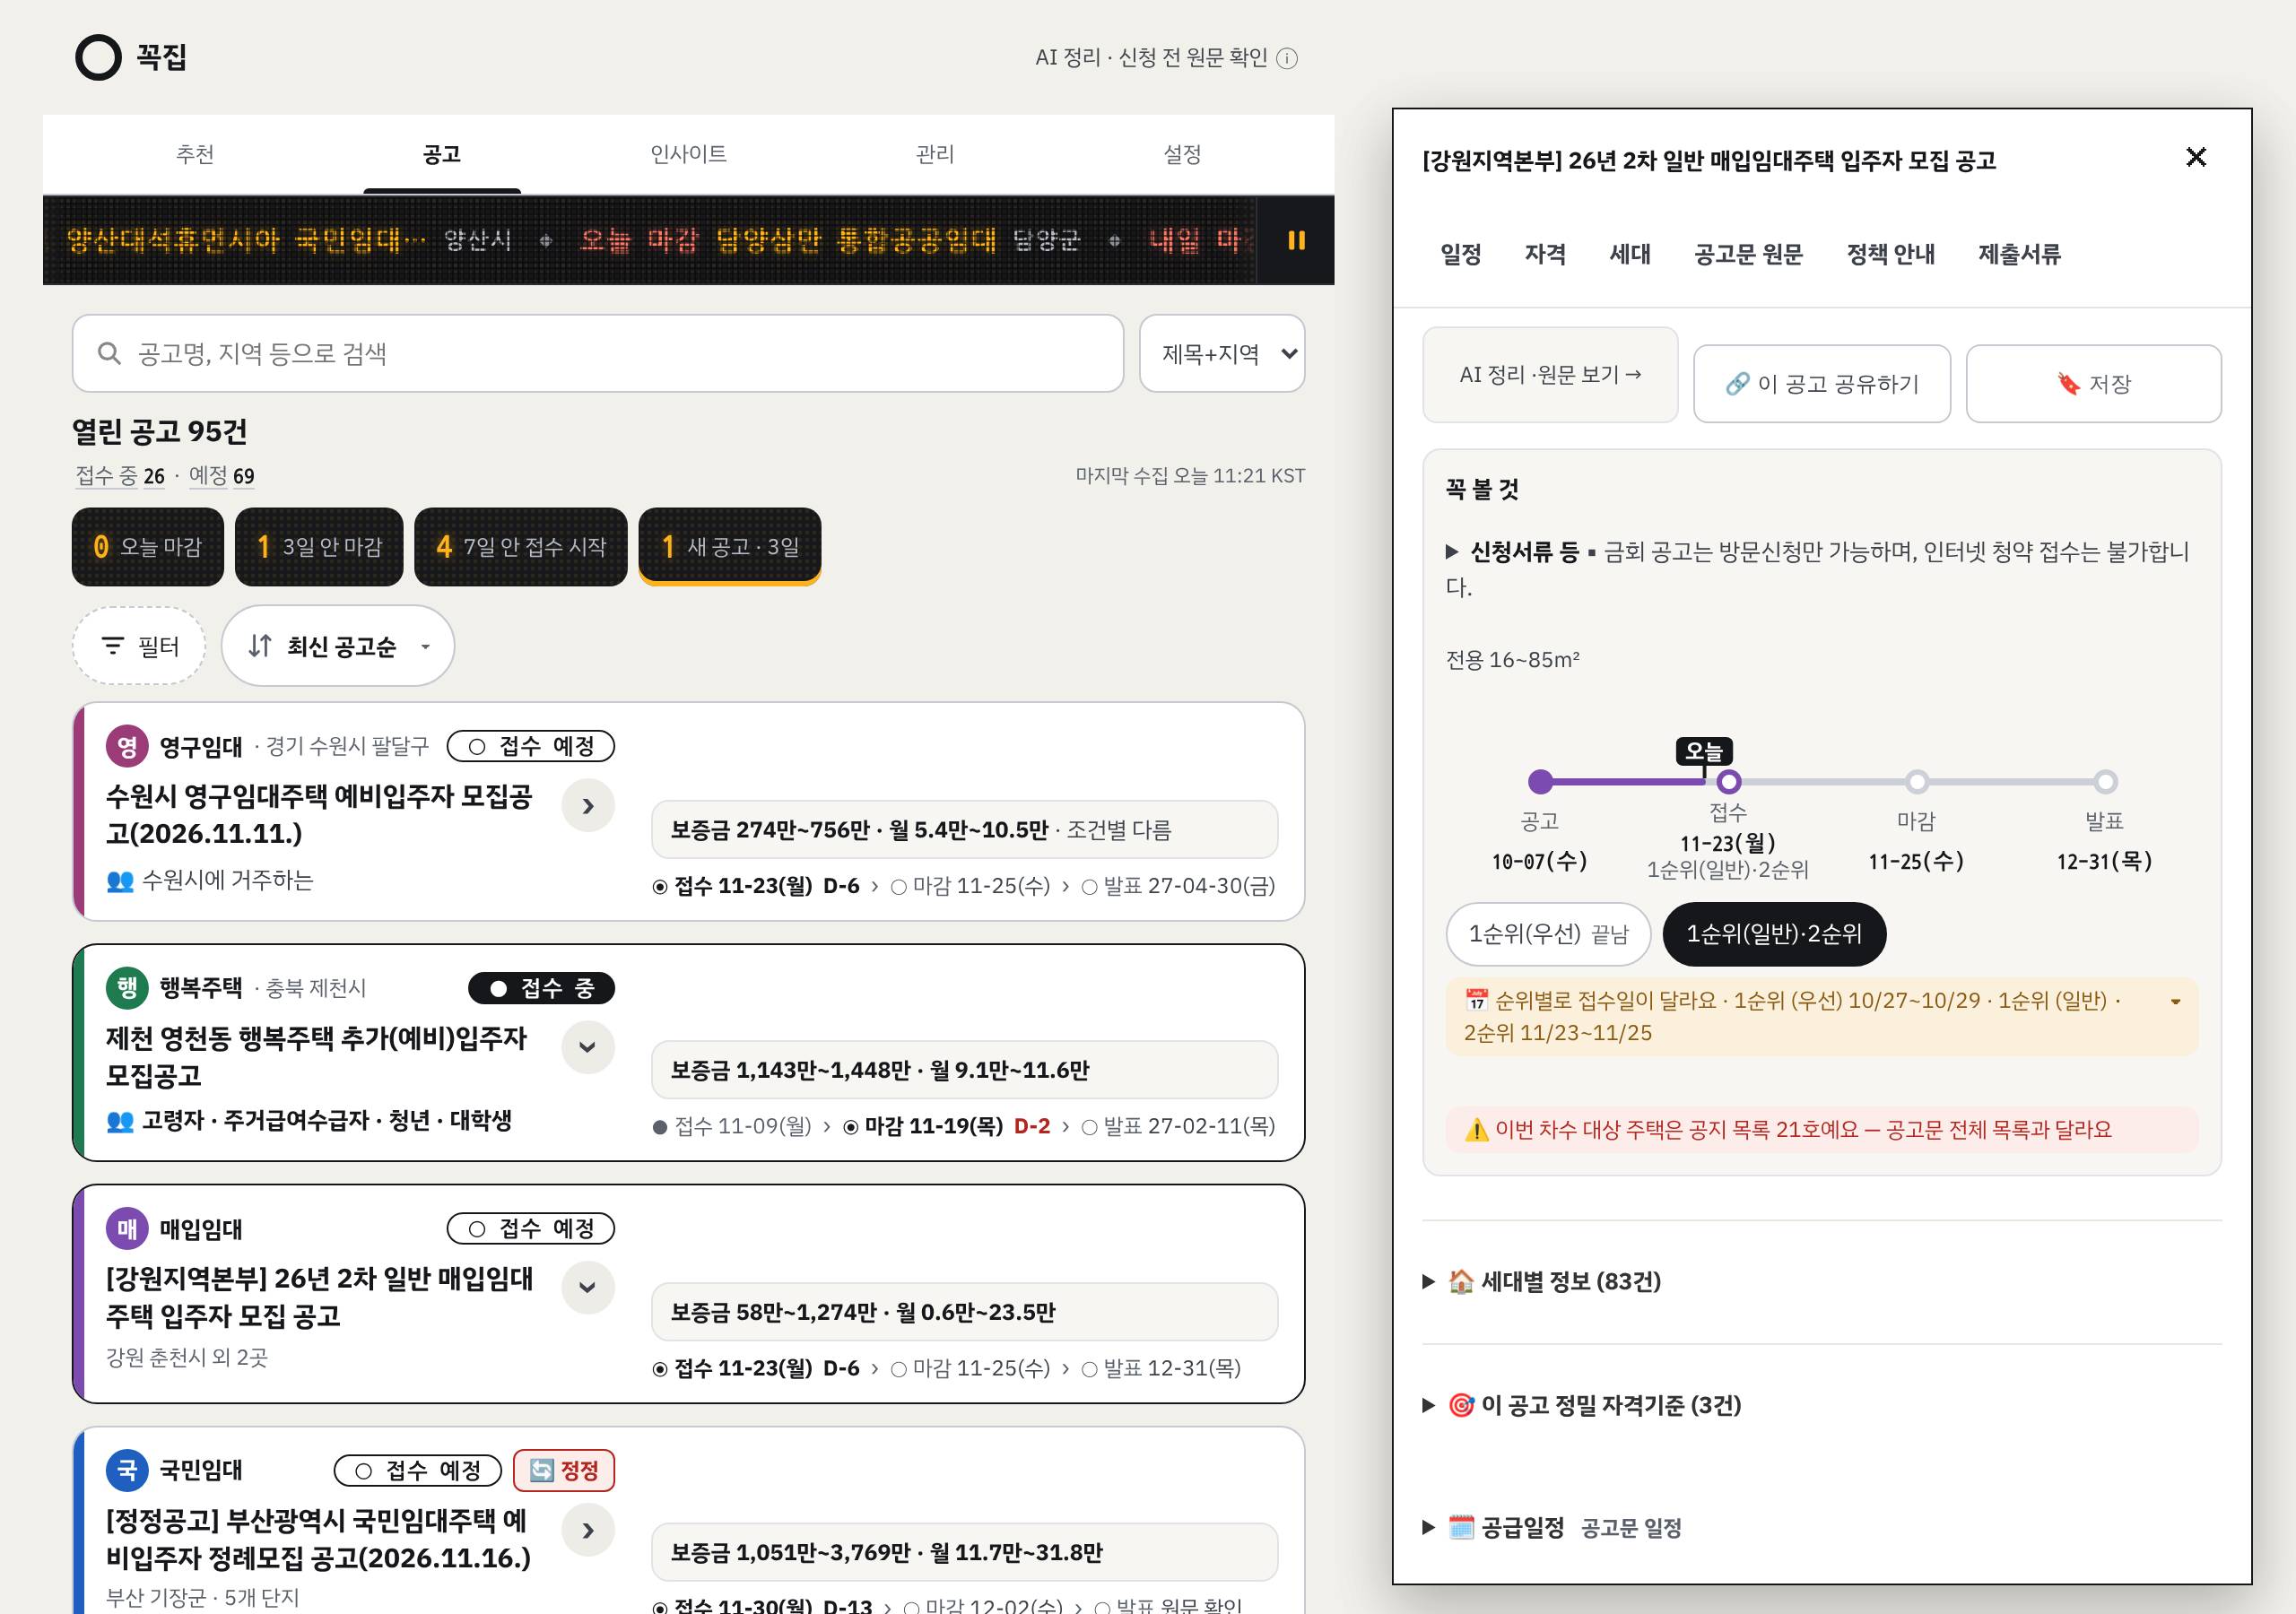 꼭집
AI 정리 · 신청 전 원문 확인 ⓘ
추천
공고
인사이트
관리
설정
양산대석휴먼시아 국민임대… 양산시 ◆ 오늘 마감 담양삼만 통합공공임대 담양군 ◆ 내일
공고명, 지역 등으로 검색
제목+지역
열린 공고 95건
접수 중 26 · 예정 69
마지막 수집 오늘 11:21 KST
0 오늘 마감
1 3일 안 마감
4 7일 안 접수 시작
1 새 공고 · 3일
필터
최신 공고순
영 영구임대 · 경기 수원시 팔달구 ○ 접수 예정
수원시 영구임대주택 예비입주자 모집공
고(2026.11.11.)
👥 수원시에 거주하는
보증금 274만~756만 · 월 5.4만~10.5만 · 조건별 다름
◉ 접수 11-23(월) D-6 › ○ 마감 11-25(수) › ○ 발표 27-04-30(금)
행 행복주택 · 충북 제천시 ● 접수 중
제천 영천동 행복주택 추가(예비)입주자
모집공고
👥 고령자 · 주거급여수급자 · 청년 · 대학생
보증금 1,143만~1,448만 · 월 9.1만~11.6만
● 접수 11-09(월) › ◉ 마감 11-19(목) D-2 › ○ 발표 27-02-11(목)
매 매입임대 ○ 접수 예정
[강원지역본부] 26년 2차 일반 매입임대
주택 입주자 모집 공고
강원 춘천시 외 2곳
보증금 58만~1,274만 · 월 0.6만~23.5만
◉ 접수 11-23(월) D-6 › ○ 마감 11-25(수) › ○ 발표 12-31(목)
국 국민임대 ○ 접수 예정 🔄 정정
[정정공고] 부산광역시 국민임대주택 예
비입주자 정례모집 공고(2026.11.16.)
부산 기장군 · 5개 단지
보증금 1,051만~3,769만 · 월 11.7만~31.8만
◉ 접수 11-30(월) D-13 › ○ 마감 12-02(수) › ○ 발표 원문 확인
[강원지역본부] 26년 2차 일반 매입임대주택 입주자 모집 공고
일정
자격
세대
공고문 원문
정책 안내
제출서류
AI 정리 ·원문 보기 →
🔗 이 공고 공유하기
🔖 저장
꼭 볼 것
▶ 신청서류 등 ▪ 금회 공고는 방문신청만 가능하며, 인터넷 청약 접수는 불가합니
다.
전용 16~85m²
오늘
공고
10-07(수)
접수
11-23(월)
1순위(일반)·2순위
마감
11-25(수)
발표
12-31(목)
1순위(우선) 끝남
1순위(일반)·2순위
📅 순위별로 접수일이 달라요 · 1순위 (우선) 10/27~10/29 · 1순위 (일반) ·
2순위 11/23~11/25
⚠️ 이번 차수 대상 주택은 공지 목록 21호예요 — 공고문 전체 목록과 달라요
▶ 🏠 세대별 정보 (83건)
▶ 🎯 이 공고 정밀 자격기준 (3건)
▶ 🗓️ 공급일정 공고문 일정